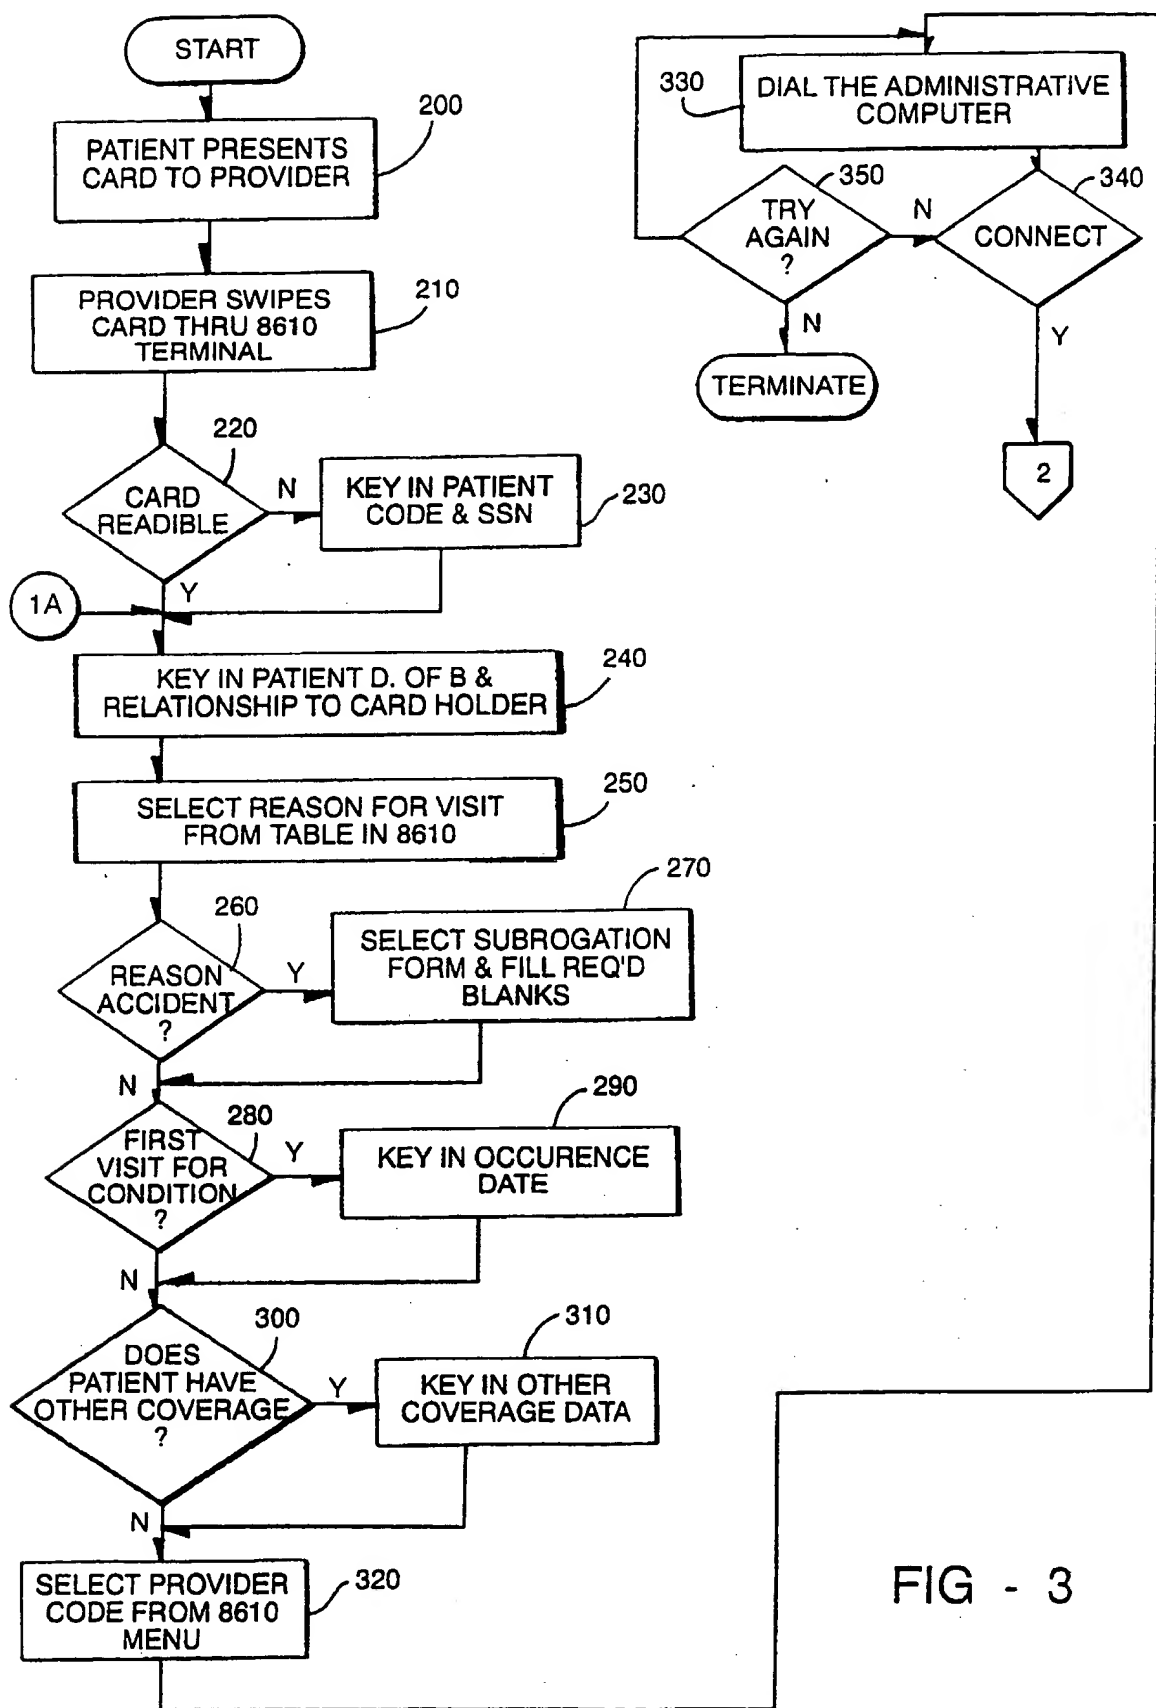 START
200
PATIENT PRESENTS
CARD TO PROVIDER
210
PROVIDER SWIPES
CARD THRU 8610
TERMINAL
220
CARD
READIBLE
N
KEY IN PATIENT
CODE & SSN
230
Y
1A
240
KEY IN PATIENT D. OF B &
RELATIONSHIP TO CARD HOLDER
250
SELECT REASON FOR VISIT
FROM TABLE IN 8610
260
REASON
ACCIDENT
?
Y
270
SELECT SUBROGATION
FORM & FILL REQ'D
BLANKS
N
280
FIRST
VISIT FOR
CONDITION
?
Y
290
KEY IN OCCURENCE
DATE
N
300
DOES
PATIENT HAVE
OTHER COVERAGE
?
Y
310
KEY IN OTHER
COVERAGE DATA
N
SELECT PROVIDER
CODE FROM 8610
MENU
320
330
DIAL THE ADMINISTRATIVE
COMPUTER
350
TRY
AGAIN
?
N
340
CONNECT
N
TERMINATE
Y
2
FIG - 3